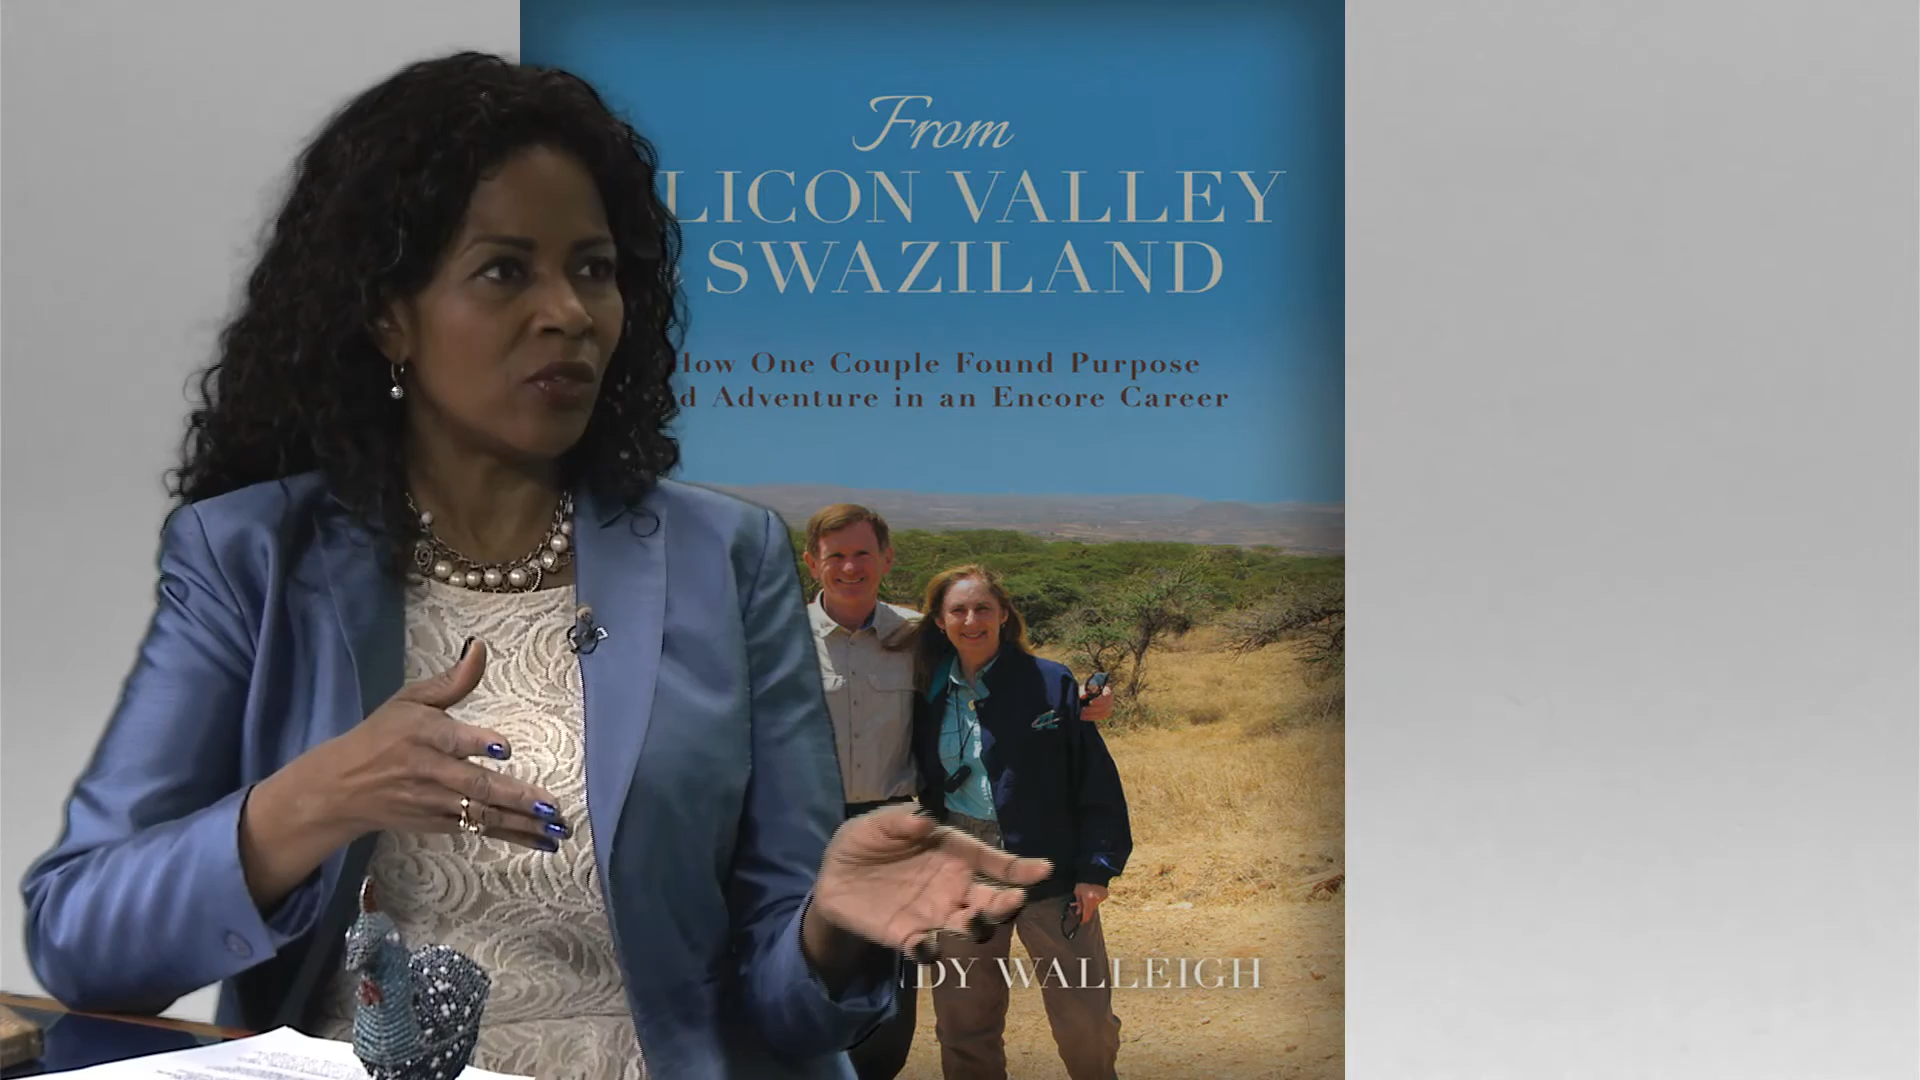 From
LICON VALLEY
SWAZILAND
How One Couple Found Purpose
d Adventure in an Encore Career
DY WALLEIGH